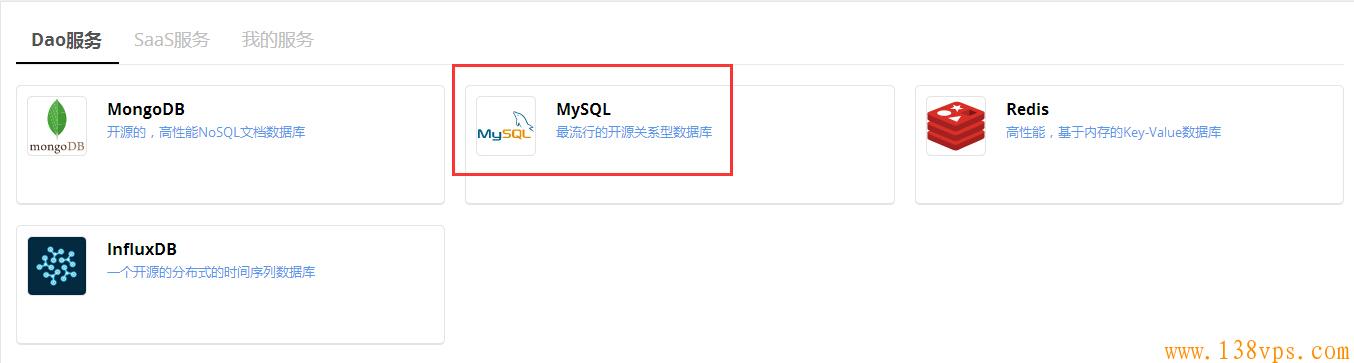 Dao服务 SaaS服务 我的服务
MongoDB
开源的，高性能NoSQL文档数据库
mongoDB
MySQL
最流行的开源关系型数据库
MySQL
Redis
高性能，基于内存的Key-Value数据库
InfluxDB
一个开源的分布式的时间序列数据库
www.138vps.com